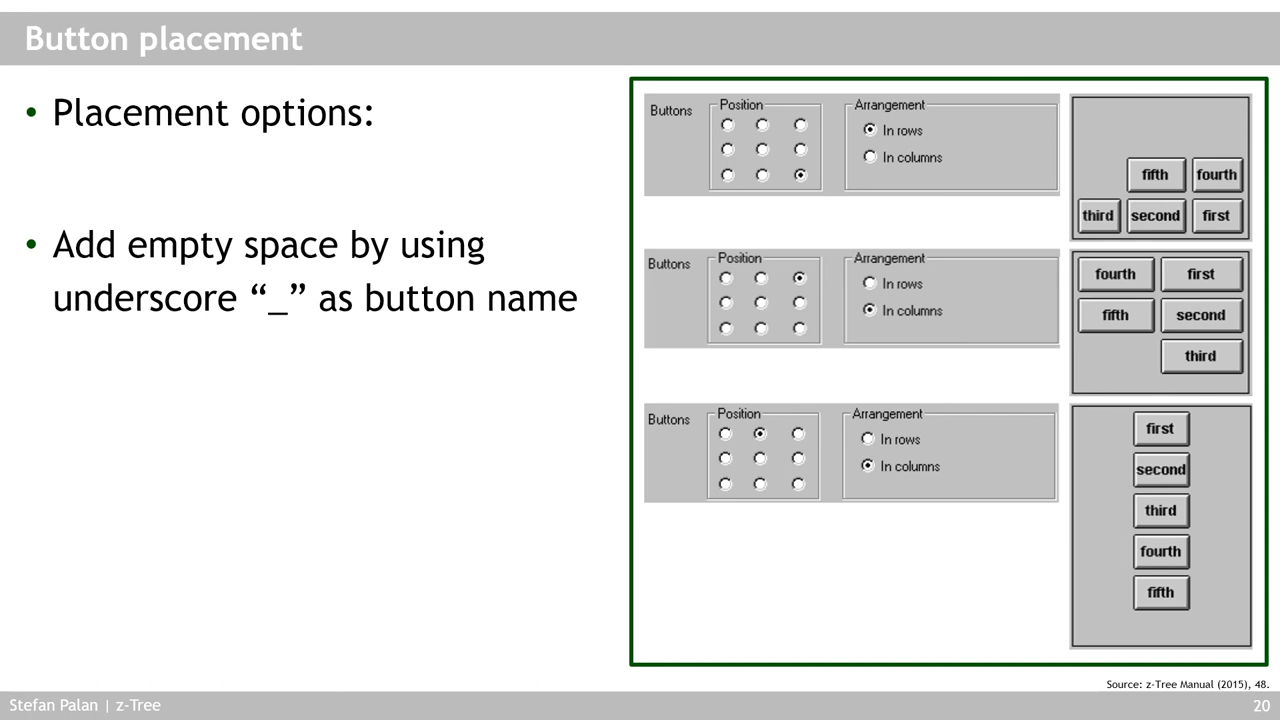 Button placement
• Placement options:
• Add empty space by using
underscore “_” as button name
Buttons
Position
Arrangement
In rows
In columns
fifth fourth
third second first
Buttons
Position
Arrangement
In rows
In columns
fourth first
fifth second
third
Buttons
Position
Arrangement
In rows
In columns
first
second
third
fourth
fifth
Source: z-Tree Manual (2015), 48.
Stefan Palan | z-Tree
20